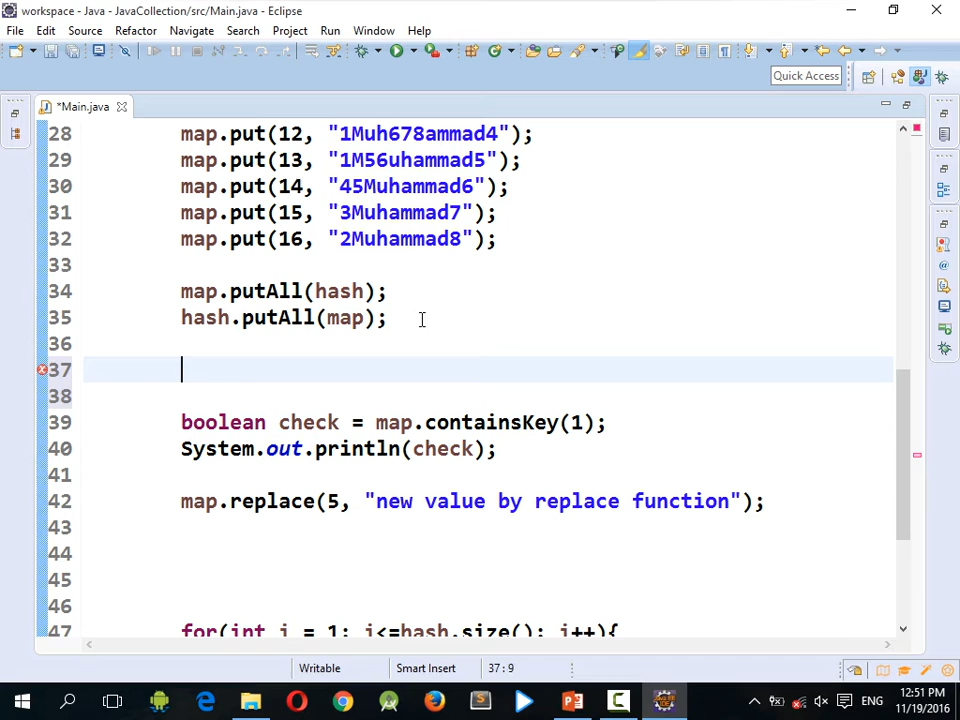 workspace - Java - JavaCollection/src/Main.java - Eclipse
File Edit Source Refactor Navigate Search Project Run Window Help
Quick Access
*Main.java
28 map.put(12, "1Muh678ammad4");
29 map.put(13, "1M56uhammad5");
30 map.put(14, "45Muhammad6");
31 map.put(15, "3Muhammad7");
32 map.put(16, "2Muhammad8");
33
34 map.putAll(hash);
35 hash.putAll(map);
36
37
38
39 boolean check = map.containsKey(1);
40 System.out.println(check);
41
42 map.replace(5, "new value by replace function");
43
44
45
46
47 for(int i = 1; i<=hash.size(); i++){
Writable Smart Insert 37 : 9
ENG 12:51 PM
11/19/2016